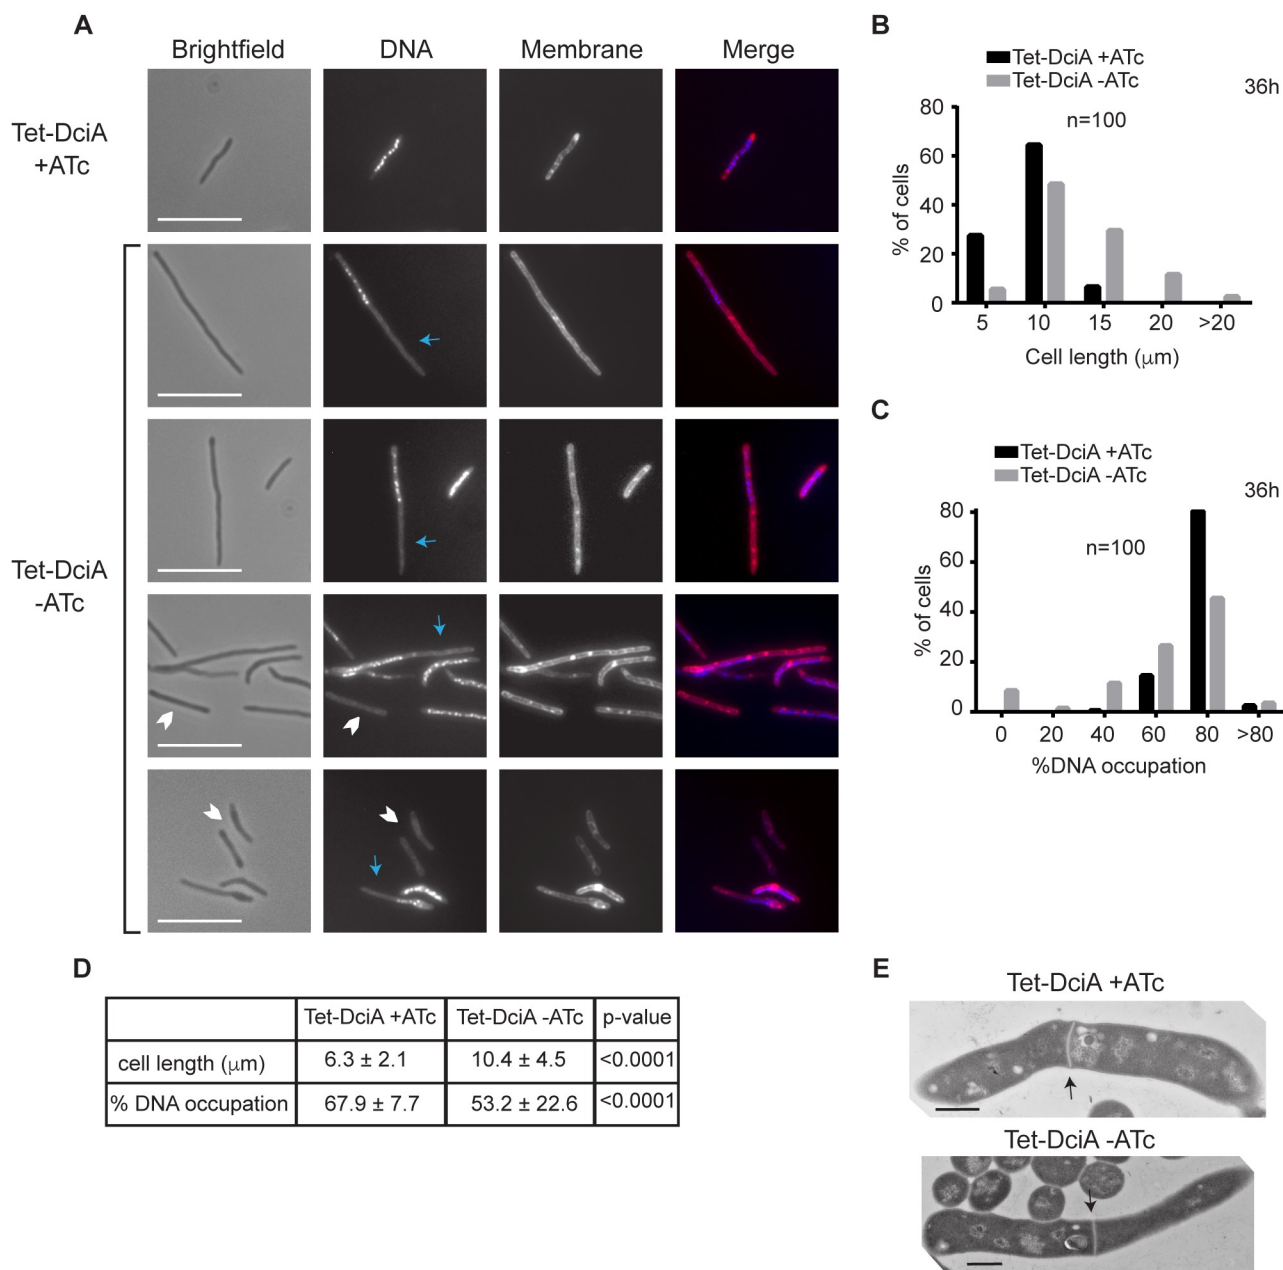 A
Brightfield
DNA
Membrane
Merge
Tet-DciA
+ATc
Tet-DciA
-ATc
B
Tet-DciA +ATc
Tet-DciA -ATc
36h
n=100
80
60
40
20
0
% of cells
5 10 15 20 >20
Cell length (μm)
C
Tet-DciA +ATc
Tet-DciA -ATc
36h
n=100
80
60
40
20
0
% of cells
0 20 40 60 80 >80
%DNA occupation
D
Tet-DciA +ATc Tet-DciA -ATc p-value
cell length (μm) 6.3 ± 2.1 10.4 ± 4.5 <0.0001
% DNA occupation 67.9 ± 7.7 53.2 ± 22.6 <0.0001
E
Tet-DciA +ATc
Tet-DciA -ATc